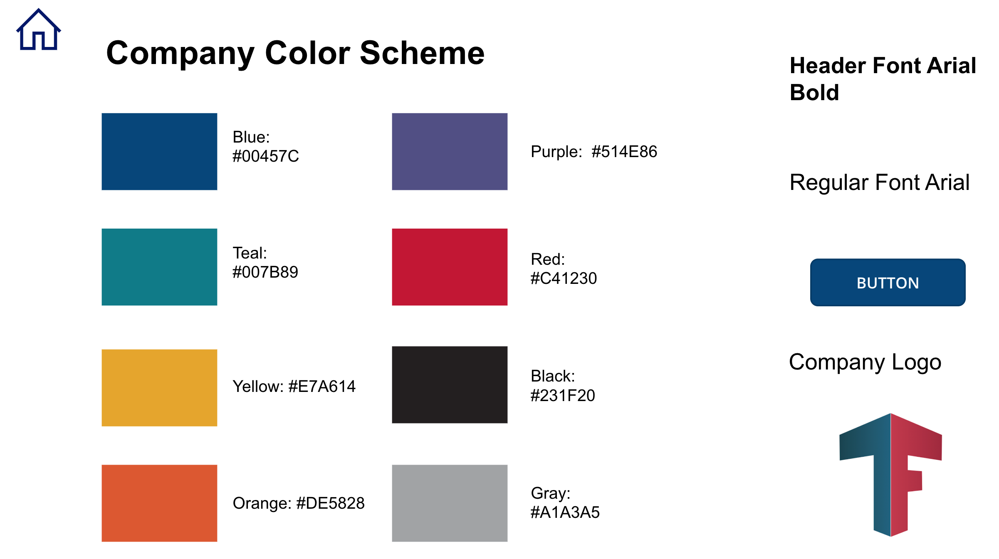 Company Color Scheme
Blue:
#00457C
Purple:  #514E86
Teal:
#007B89
Red:
#C41230
Yellow: #E7A614
Black:
#231F20
Orange: #DE5828
Gray:
#A1A3A5
Header Font Arial
Bold
Regular Font Arial
BUTTON
Company Logo
TF